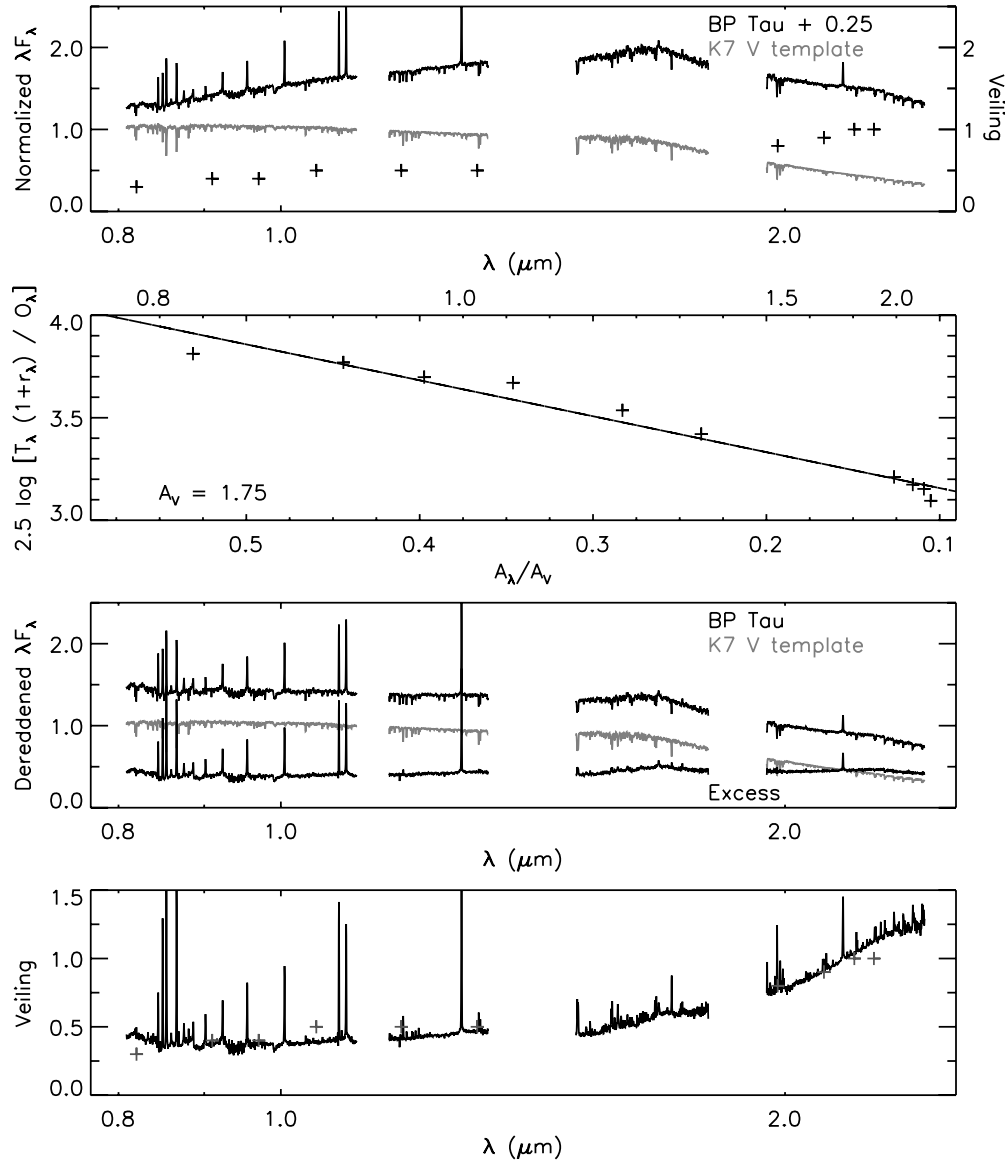 BP Tau + 0.25
K7 V template
Normalized λF_λ
Veiling
2.0
1.0
0.0
2
1
0
0.8
1.0
2.0
λ (μm)
0.8
1.0
1.5
2.0
2.5 log [T_λ (1+r_λ) / O_λ]
4.0
3.5
3.0
A_V = 1.75
0.5
0.4
0.3
0.2
0.1
A_λ/A_V
BP Tau
K7 V template
Dereddened λF_λ
2.0
1.0
0.0
Excess
0.8
1.0
2.0
λ (μm)
Veiling
1.5
1.0
0.5
0.0
0.8
1.0
2.0
λ (μm)